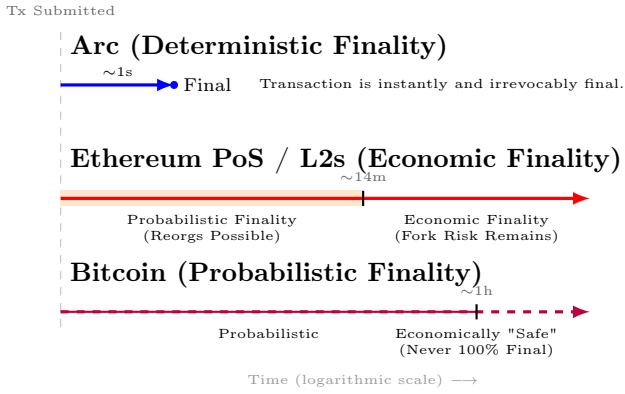 Tx Submitted
Arc (Deterministic Finality)
~1s
Final
Transaction is instantly and irrevocably final.
Ethereum PoS / L2s (Economic Finality)
~14m
Probabilistic Finality
(Reorgs Possible)
Economic Finality
(Fork Risk Remains)
Bitcoin (Probabilistic Finality)
~1h
Probabilistic
Economically "Safe"
(Never 100% Final)
Time (logarithmic scale) ⟶